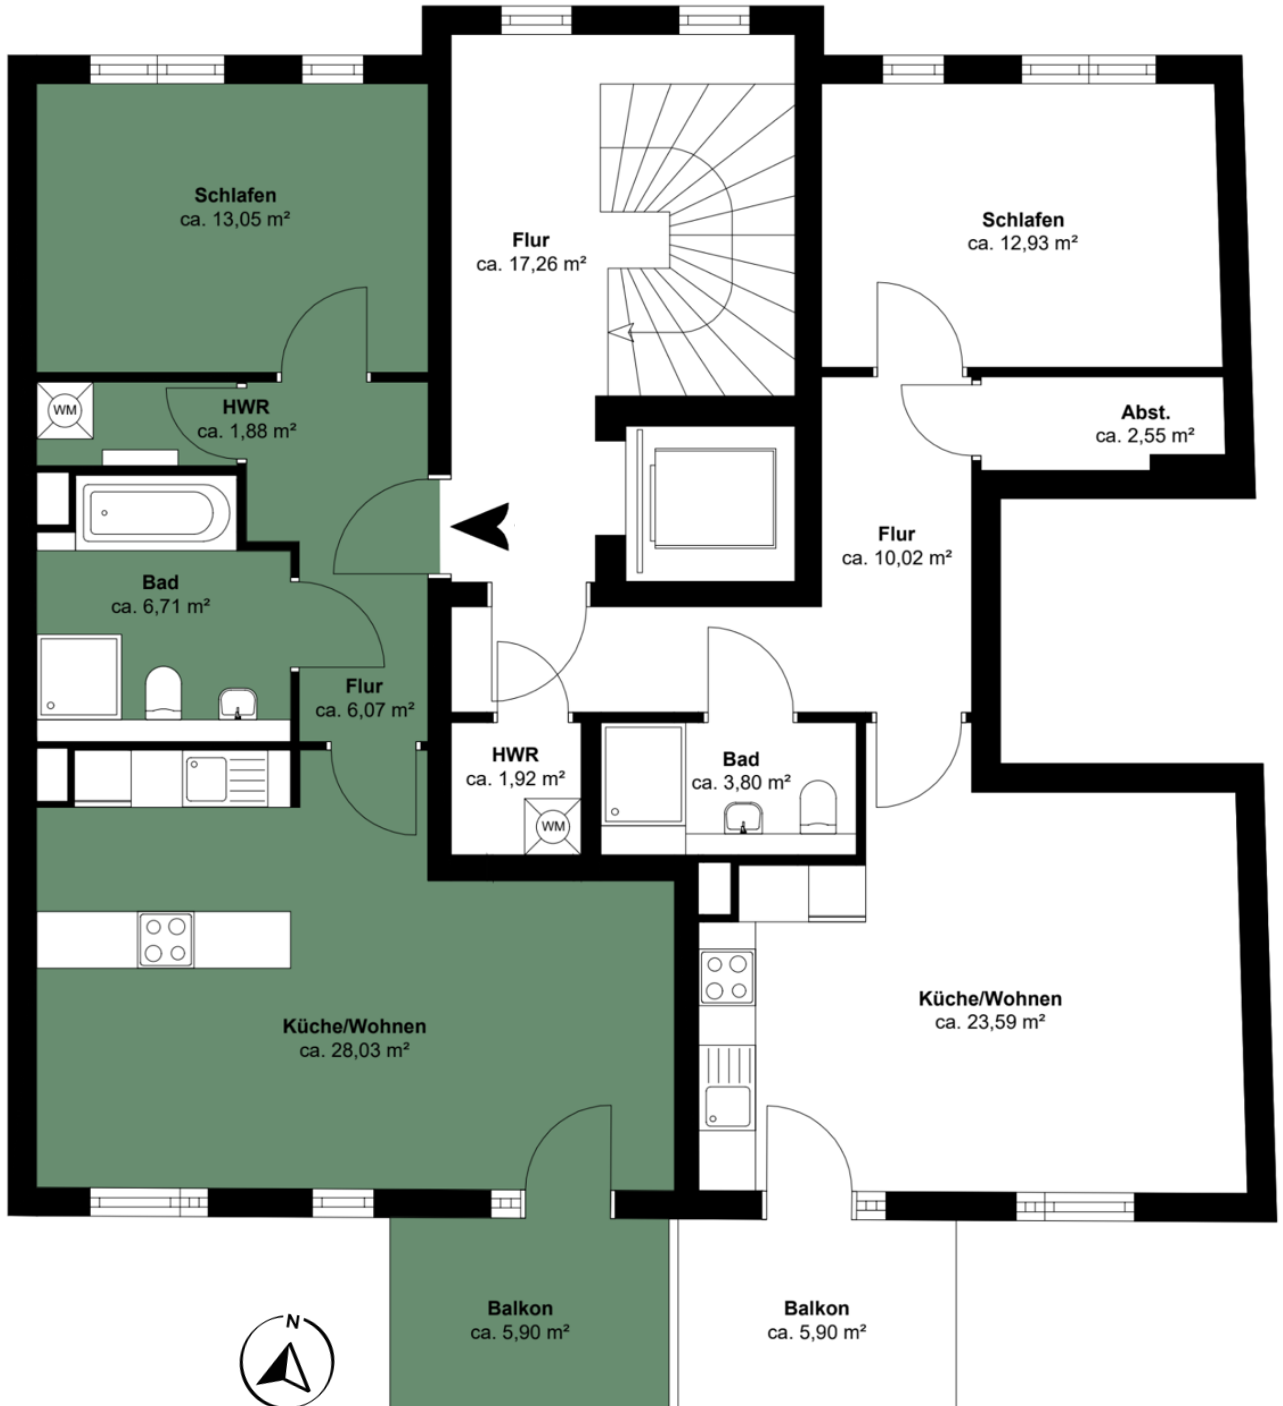 Schlafen
ca. 13,05 m²
Flur
ca. 17,26 m²
Schlafen
ca. 12,93 m²
WM
HWR
ca. 1,88 m²
Abst.
ca. 2,55 m²
Flur
ca. 10,02 m²
Bad
ca. 6,71 m²
Flur
ca. 6,07 m²
HWR
ca. 1,92 m²
WM
Bad
ca. 3,80 m²
Küche/Wohnen
ca. 28,03 m²
Küche/Wohnen
ca. 23,59 m²
Balkon
ca. 5,90 m²
Balkon
ca. 5,90 m²
N